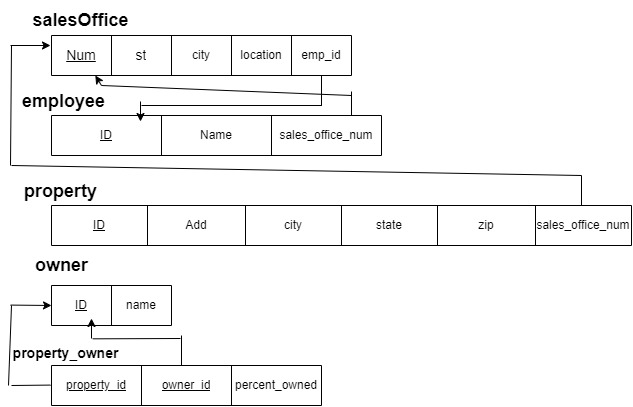 salesOffice
Num st city location emp_id
employee
ID Name sales_office_num
property
ID Add city state zip sales_office_num
owner
ID name
property_owner
property_id owner_id percent_owned